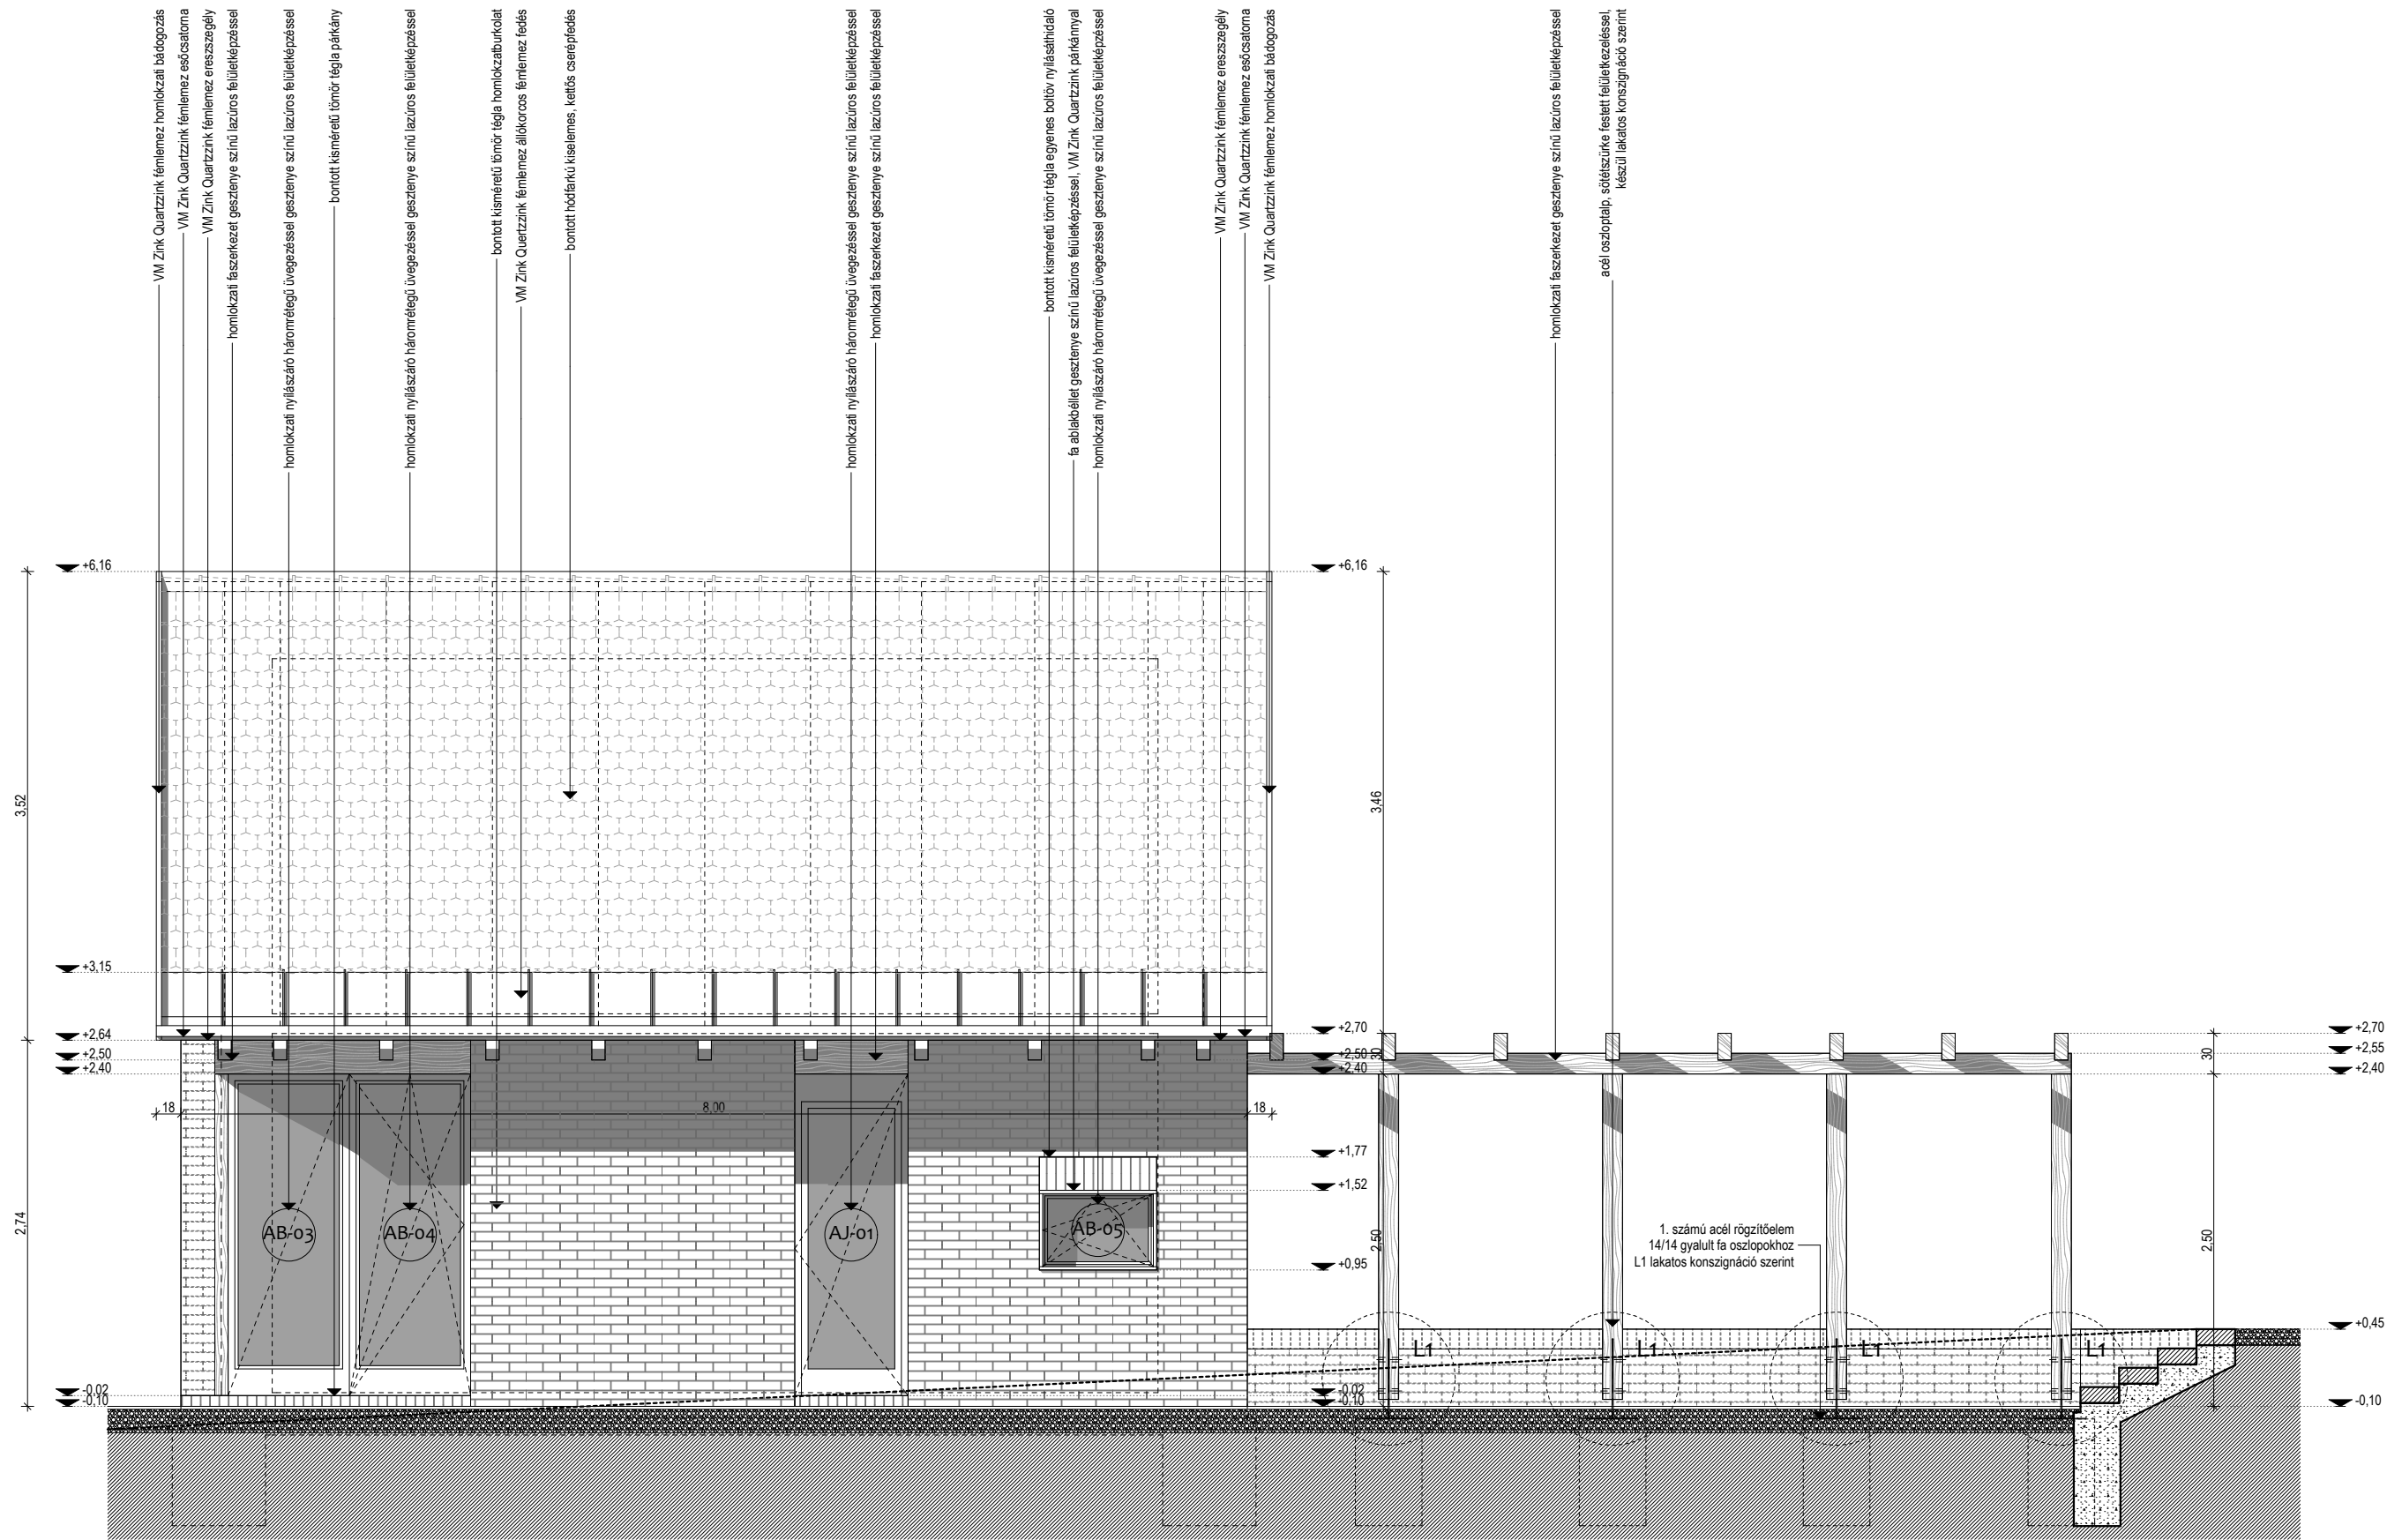 VM Zink Quartzzink fémlemez homlokzati bádogozás
VM Zink Quartzzink fémlemez esőcsatorna
VM Zink Quartzzink fémlemez ereszszegély
homlokzati faszerkezet gesztenye színű lazúros felületképzéssel
homlokzati nyílászáró háromrétegű üvegezéssel gesztenye színű lazúros felületképzéssel
bontott kisméretű tömör tégla párkány
homlokzati nyílászáró háromrétegű üvegezéssel gesztenye színű lazúros felületképzéssel
bontott kisméretű tömör tégla homlokzatburkolat
VM Zink Quertzzink fémlemez állókorcos fémlemez fedés
bontott hódfarkú kiselemes, kettős cserépfedés
homlokzati nyílászáró háromrétegű üvegezéssel gesztenye színű lazúros felületképzéssel
homlokzati faszerkezet gesztenye színű lazúros felületképzéssel
bontott kisméretű tömör tégla egyenes boltöv nyílásáthidaló
fa ablakbéllet gesztenye színű lazúros felületképzéssel, VM Zink Quartzzink párkánnyal
homlokzati nyílászáró háromrétegű üvegezéssel gesztenye színű lazúros felületképzéssel
VM Zink Quartzzink fémlemez ereszszegély
VM Zink Quartzzink fémlemez esőcsatorna
VM Zink Quartzzink fémlemez homlokzati bádogozás
homlokzati faszerkezet gesztenye színű lazúros felületképzéssel
acél oszloptalp, sötétszürke festett felületkezeléssel,
készül lakatos konszignáció szerint
+6,16
+6,16
3,52
3,46
+3,15
+2,64
+2,50
+2,40
+2,70
+2,50
+2,40
30
30
+2,70
+2,55
+2,40
18
8,00
18
+1,77
+1,52
+0,95
2,74
AB-03
AB-04
AJ-01
AB-05
2,50
1. számú acél rögzítőelem
14/14 gyalult fa oszlopokhoz
L1 lakatos konszignáció szerint
2,50
L1
L1
L1
L1
+0,45
-0,02
-0,10
-0,02
-0,10
-0,10